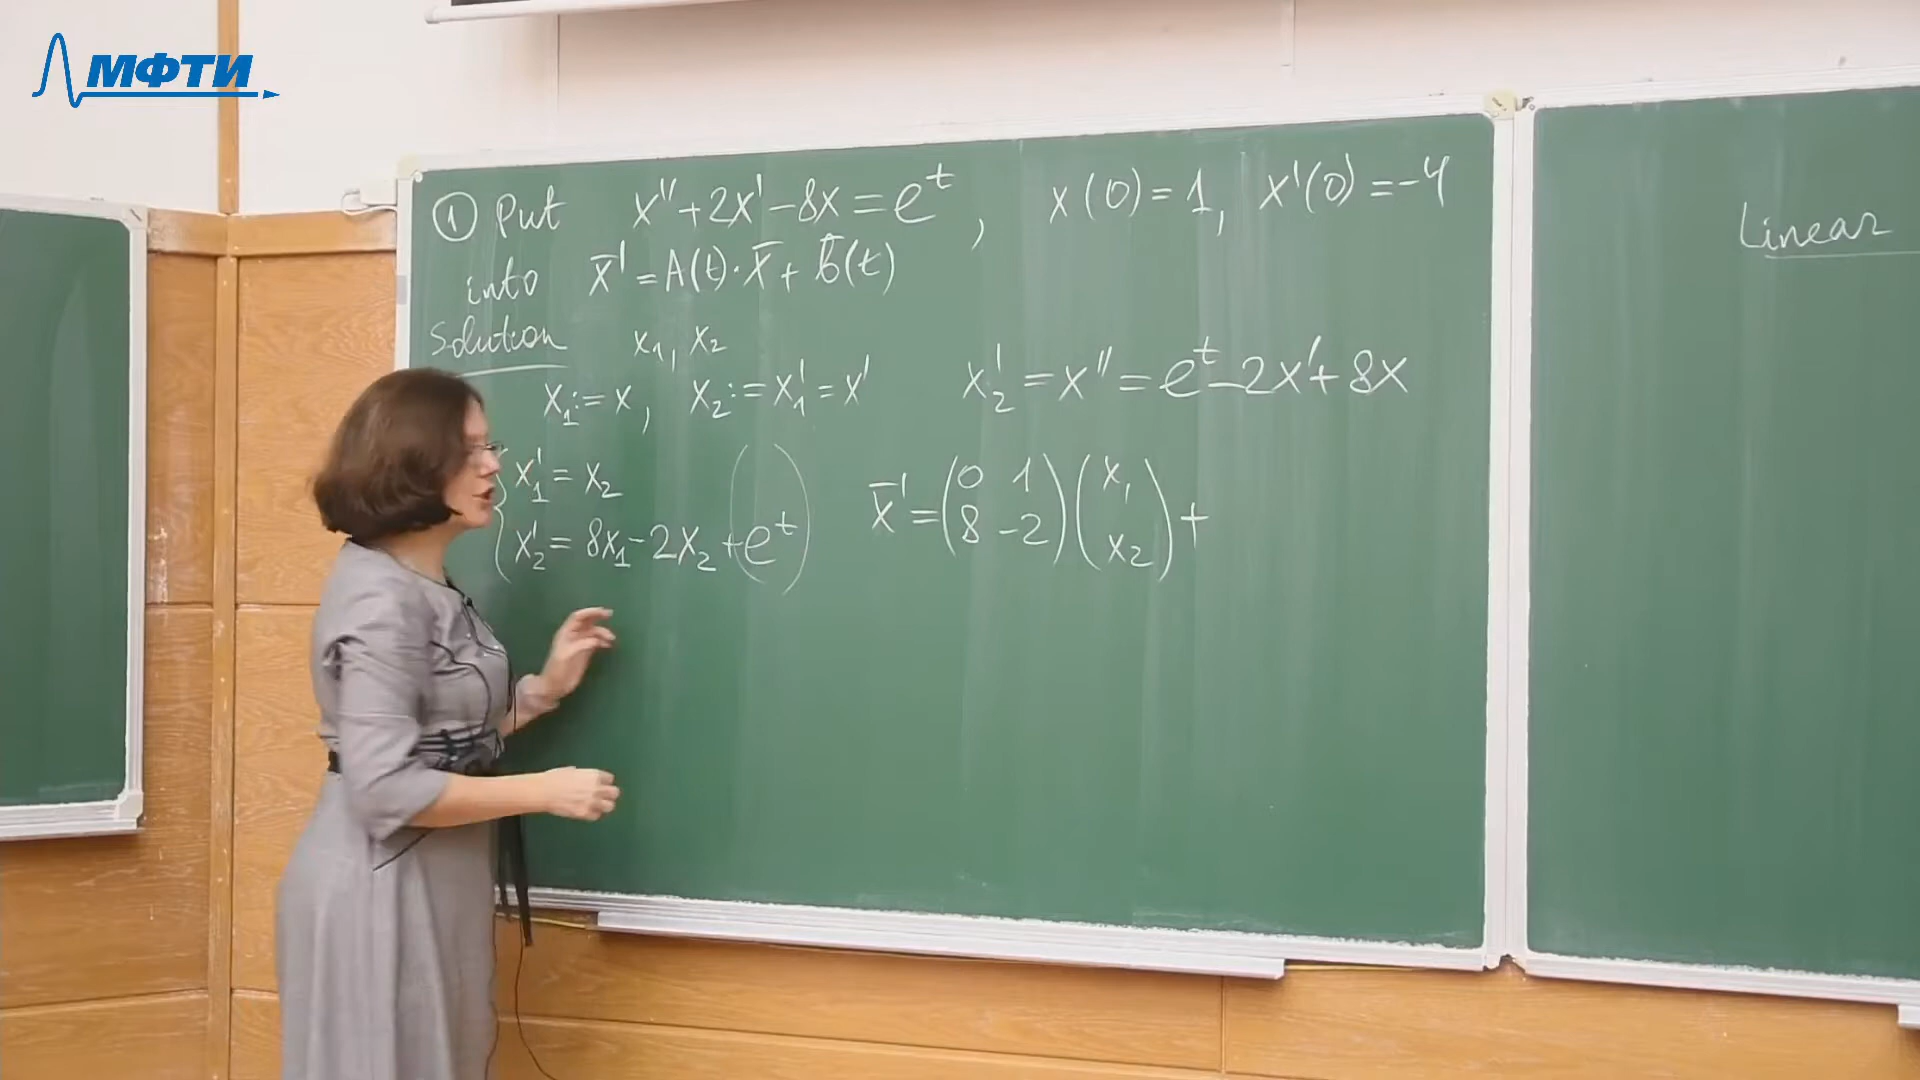 МФТИ
① Put x″ + 2x′ − 8x = e^t, x(0) = 1, x′(0) = −4
into x̄′ = A(t)·x̄ + b̄(t)
Solution x₁, x₂
x₁ := x, x₂ := x₁′ = x′ x₂′ = x″ = e^t − 2x′ + 8x
{ x₁′ = x₂
x₂′ = 8x₁ − 2x₂ + (e^t) x̄′ = (0 1; 8 −2)(x₁; x₂) +
Linear